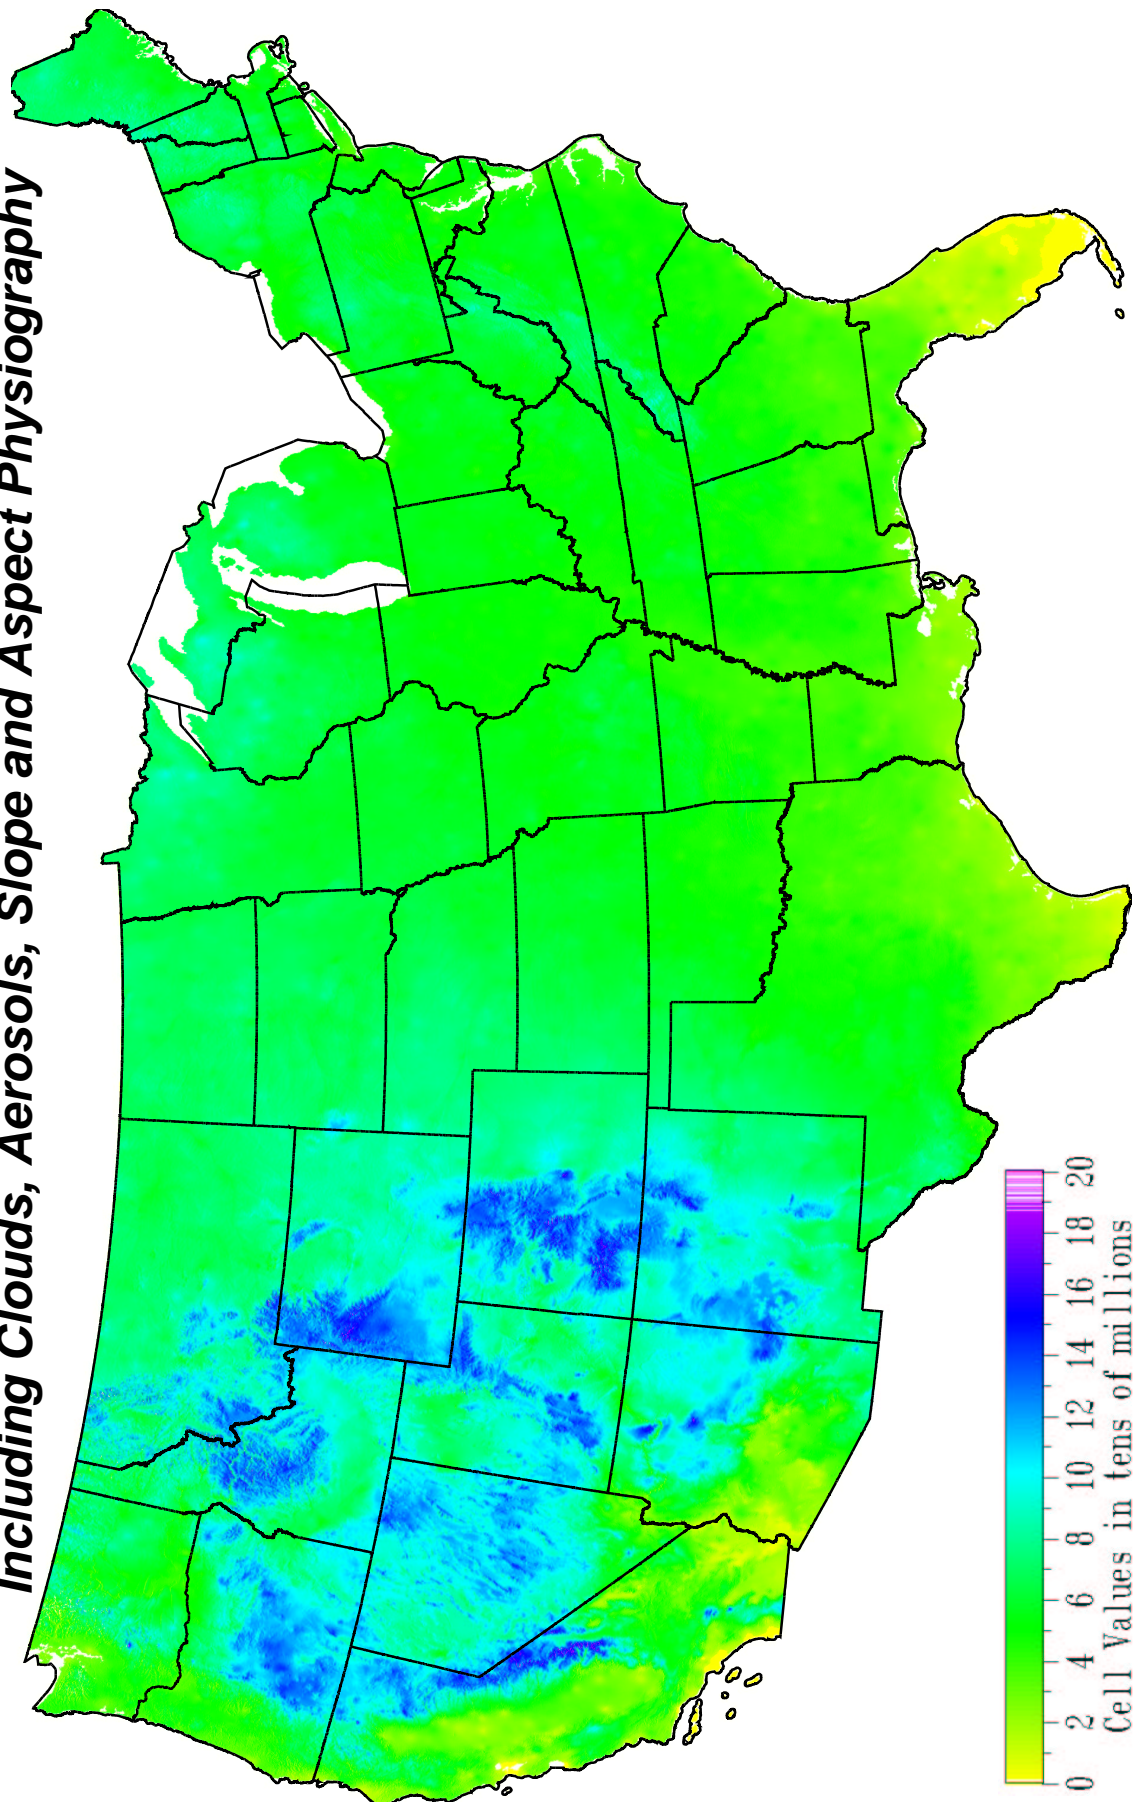 Including Clouds, Aerosols, Slope and Aspect Physiography
0 2 4 6 8 10 12 14 16 18 20
Cell Values in tens of millions